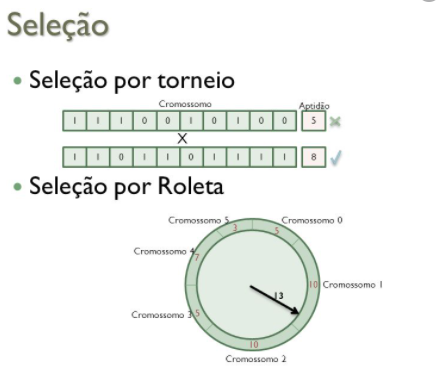 Seleção
• Seleção por torneio
Cromossomo Aptidão
1 1 1 0 0 1 0 1 0 0 5
X
1 1 0 1 1 0 1 1 1 1 8
• Seleção por Roleta
Cromossomo 5 Cromossomo 0
3 5
Cromossomo 4
7
10 Cromossomo 1
13
Cromossomo 3 5
10
Cromossomo 2